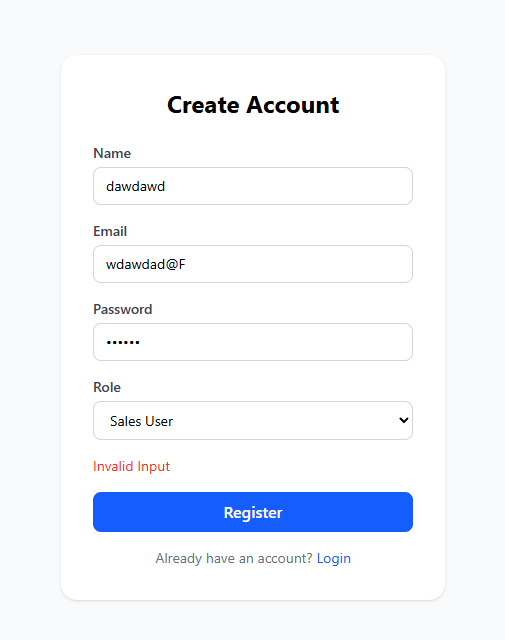 Create Account
Name
dawdawd
Email
wdawdad@F
Password
••••••
Role
Sales User
Invalid Input
Register
Already have an account? Login